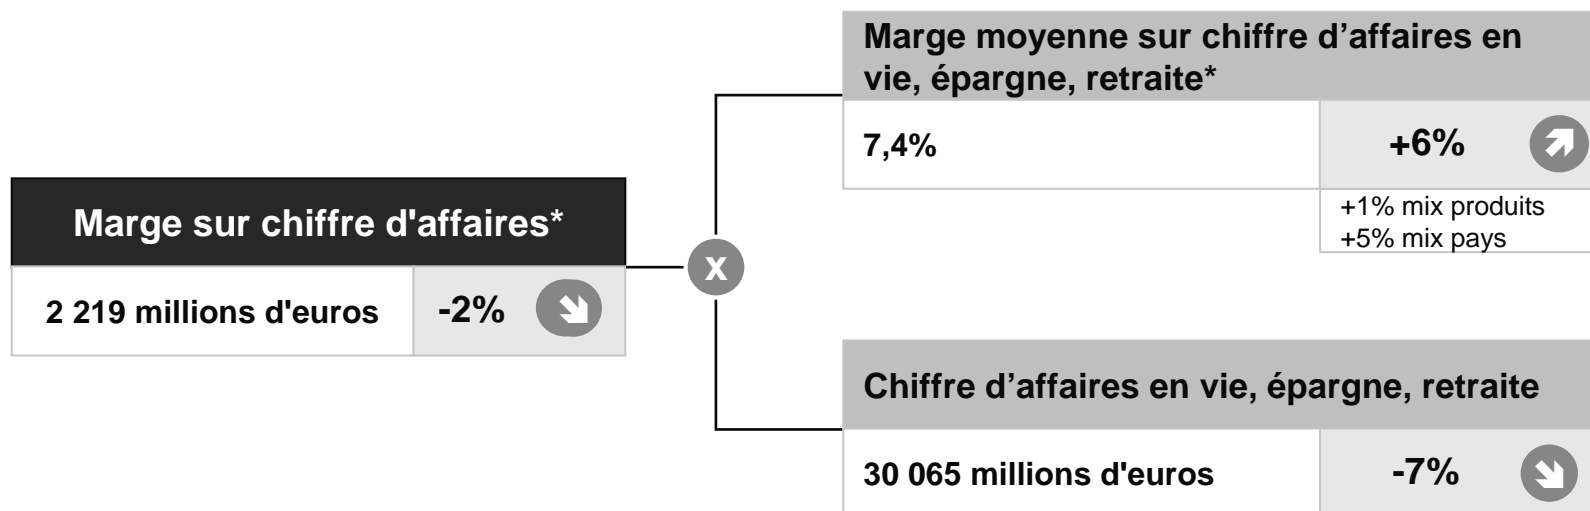 Marge moyenne sur chiffre d’affaires en
vie, épargne, retraite*
7,4%
+6%
+1% mix produits
+5% mix pays
Marge sur chiffre d'affaires*
2 219 millions d'euros
-2%
x
Chiffre d’affaires en vie, épargne, retraite
30 065 millions d'euros
-7%